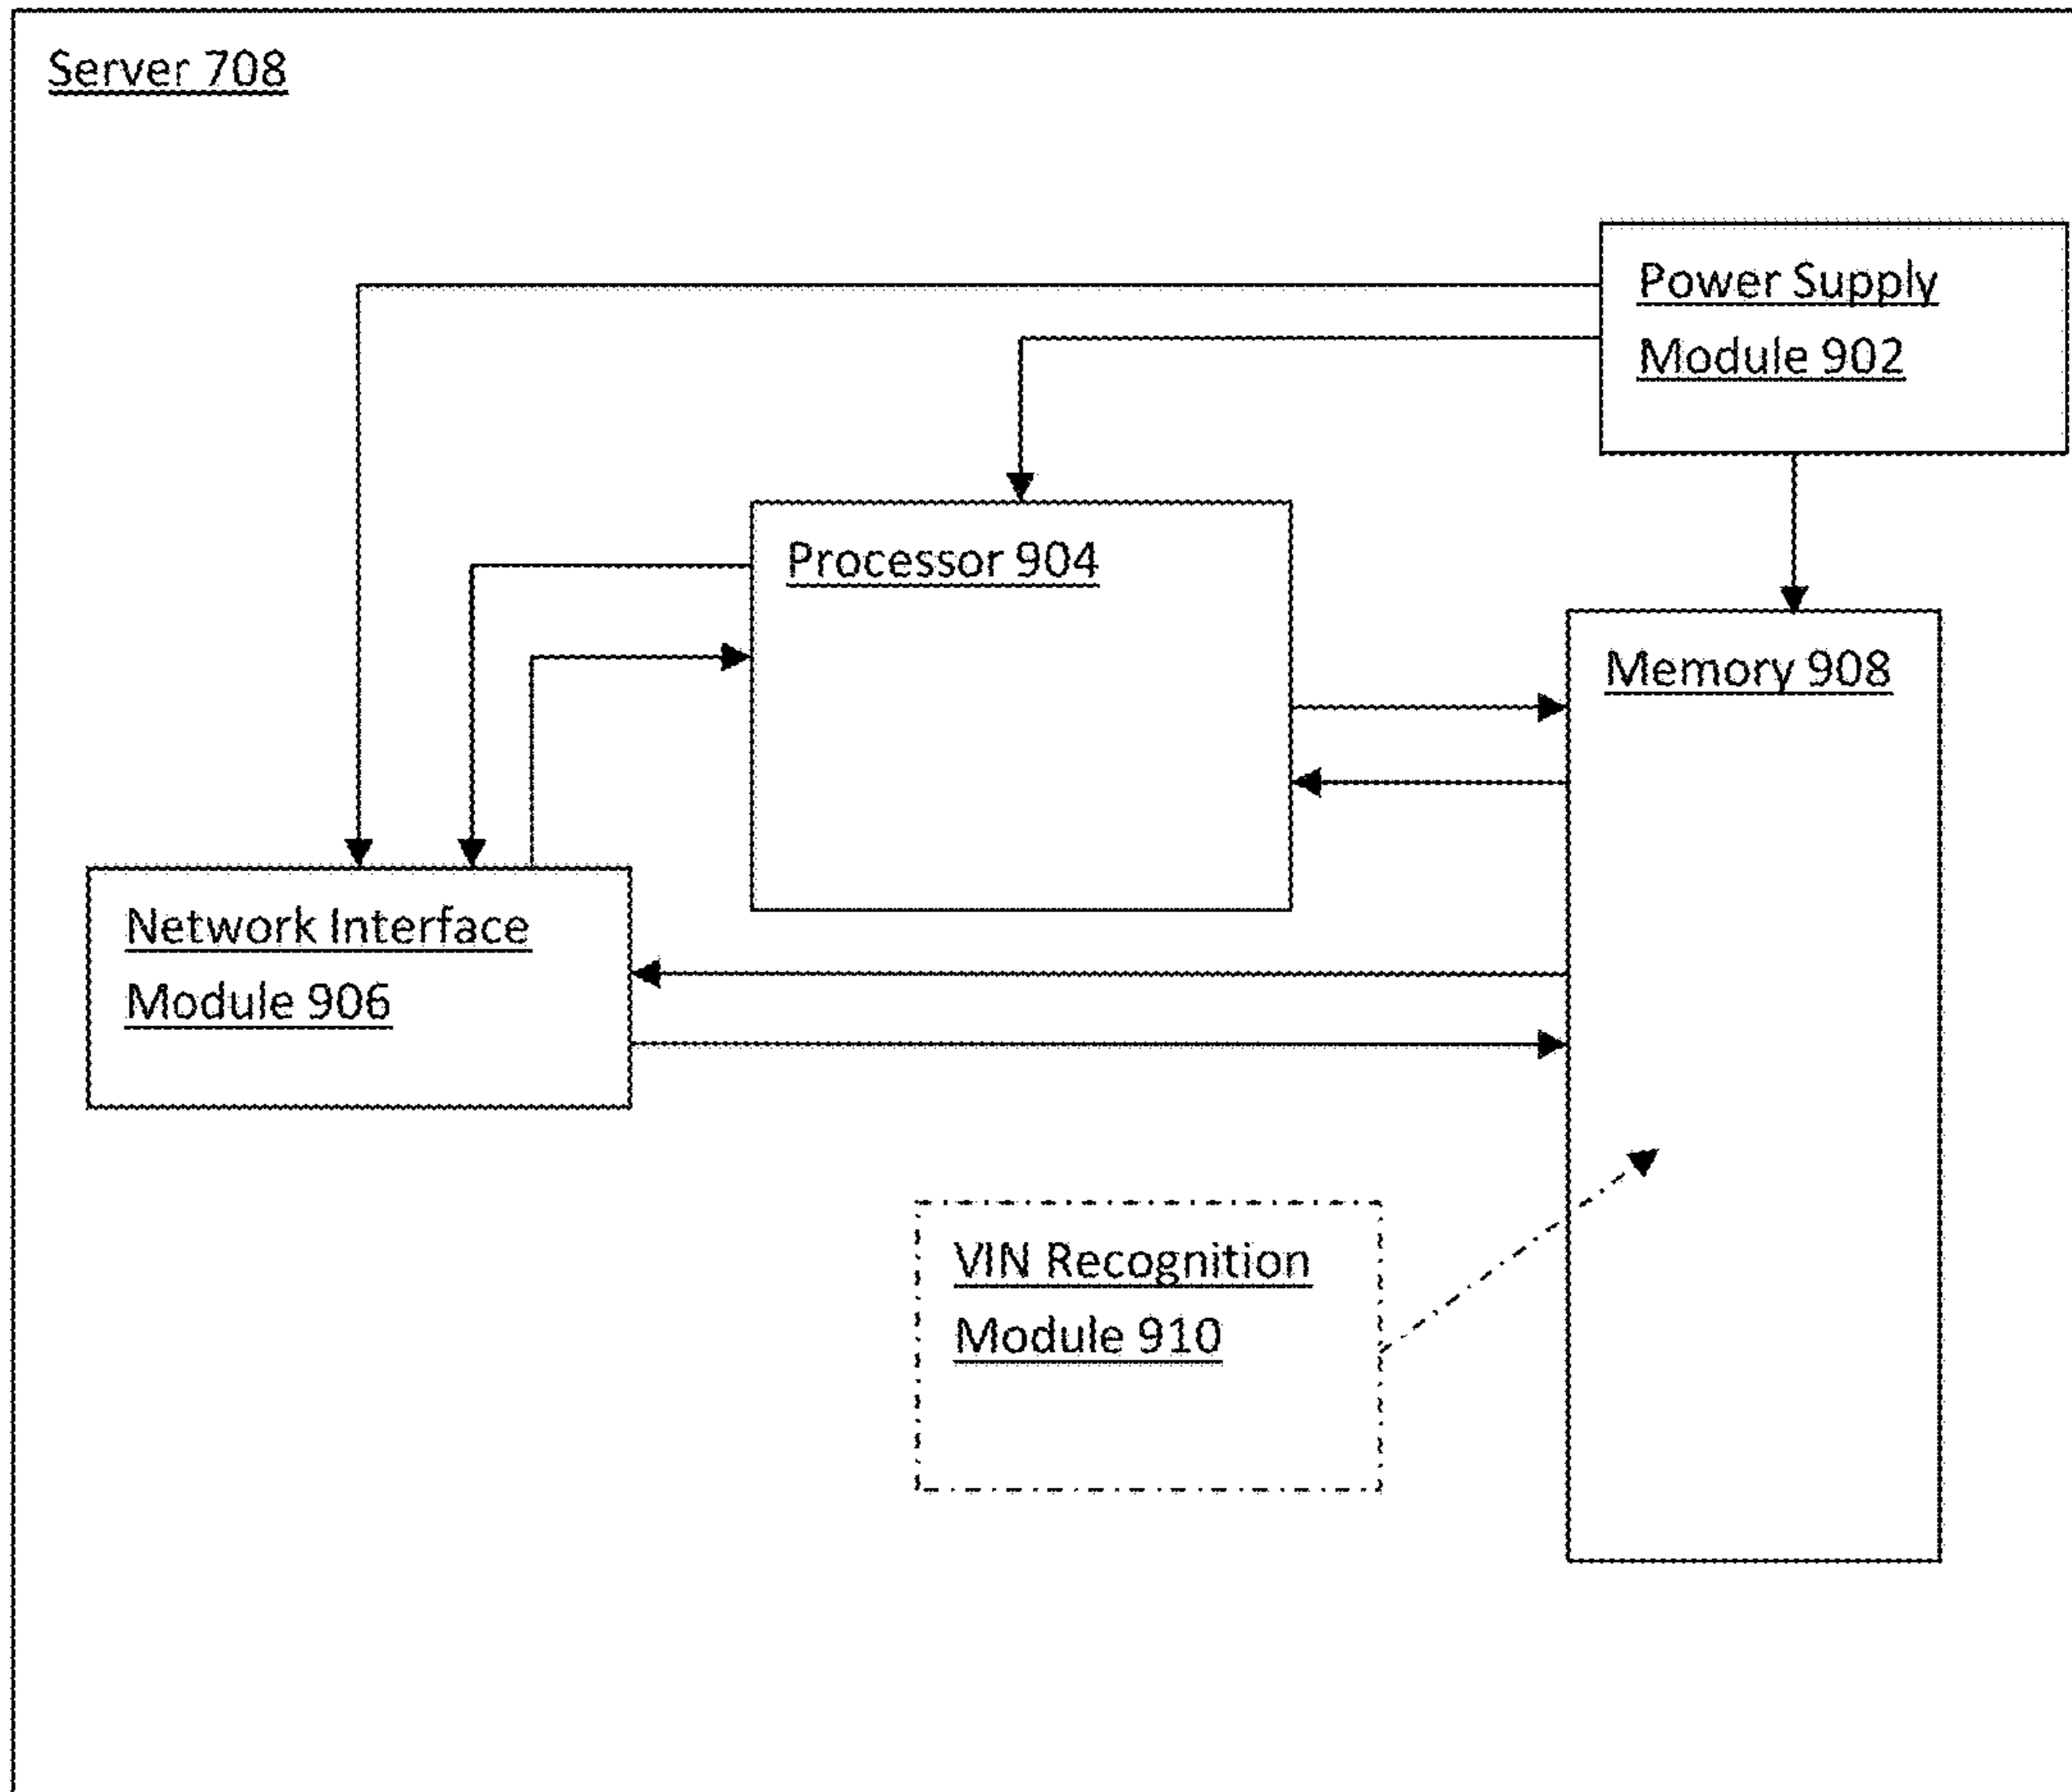 Server 708
Power Supply
Module 902
Processor 904
Memory 908
Network Interface
Module 906
VIN Recognition
Module 910